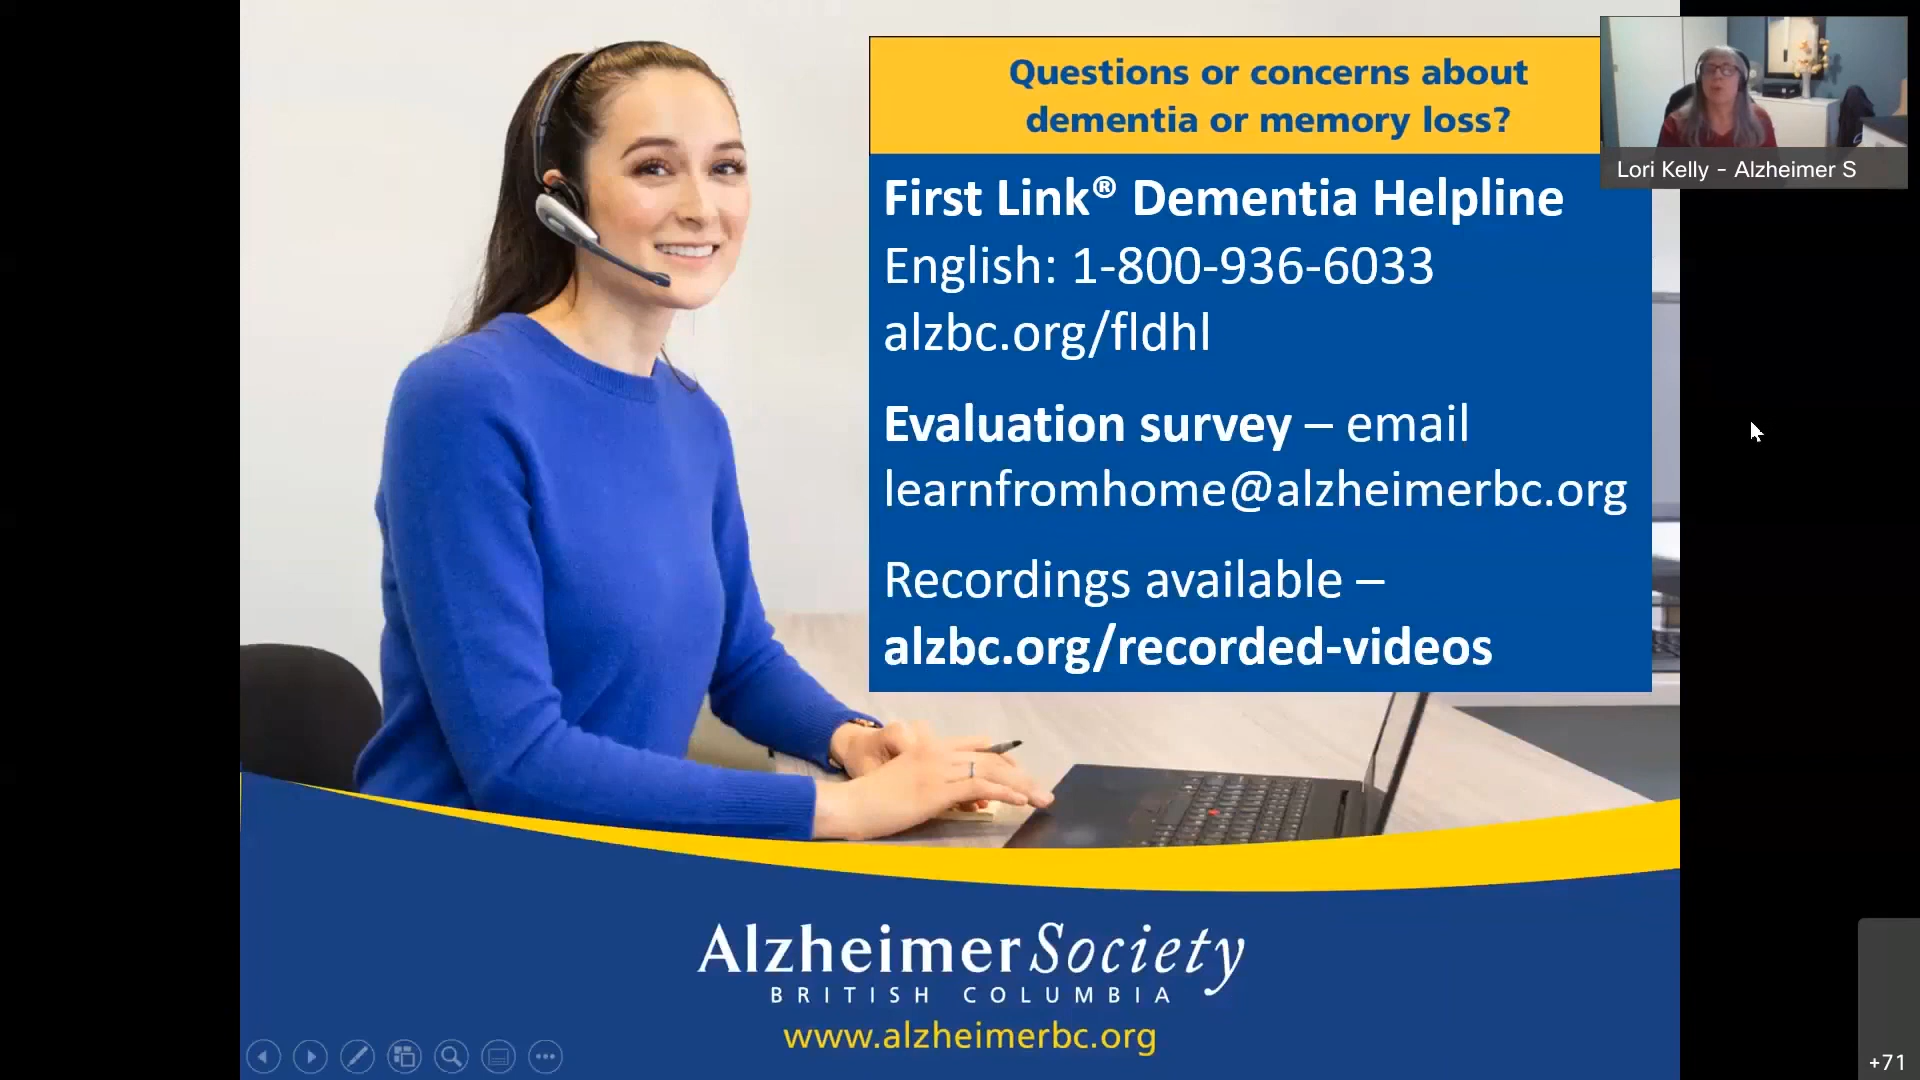 Questions or concerns about
dementia or memory loss?
First Link® Dementia Helpline
English: 1-800-936-6033
alzbc.org/fldhl
Evaluation survey – email
learnfromhome@alzheimerbc.org
Recordings available –
alzbc.org/recorded-videos
Lori Kelly - Alzheimer S
AlzheimerSociety
BRITISH COLUMBIA
www.alzheimerbc.org
+71